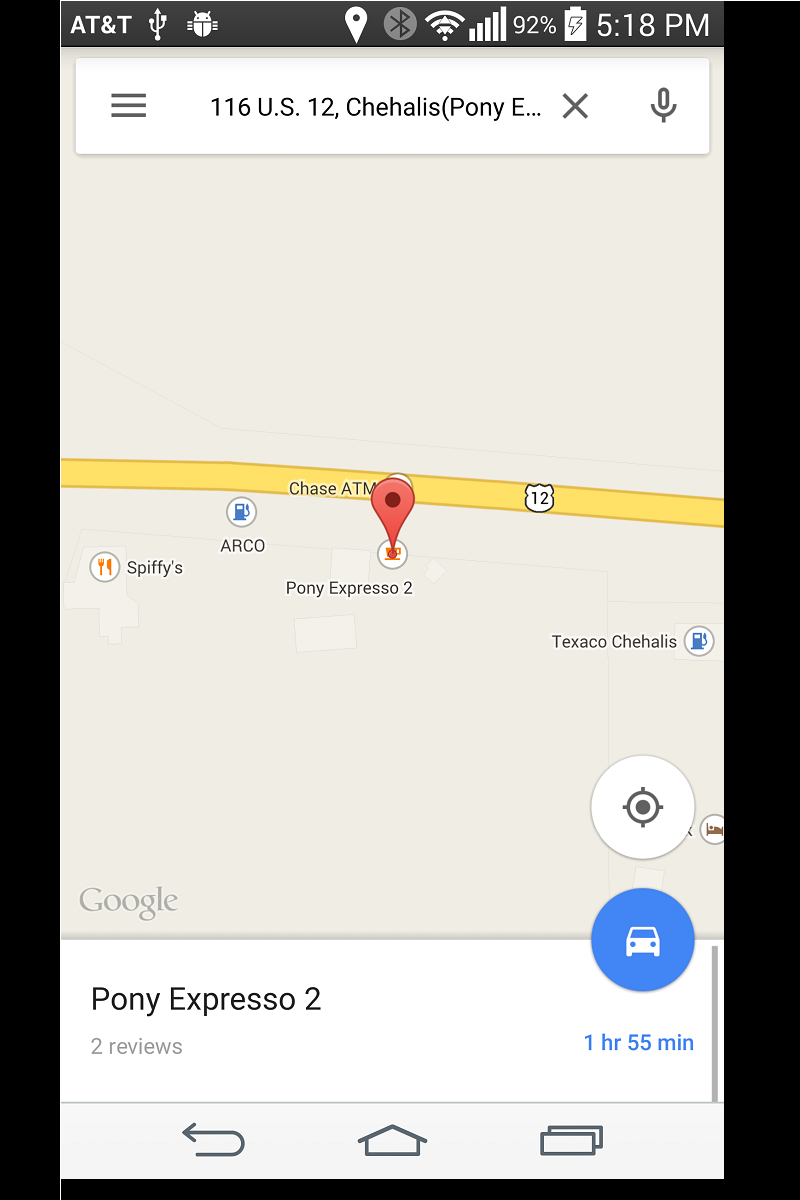 AT&T 92% 5:18 PM
116 U.S. 12, Chehalis(Pony E...
Chase ATM
12
ARCO
Spiffy's
Pony Expresso 2
Texaco Chehalis
Google
Pony Expresso 2
2 reviews
1 hr 55 min